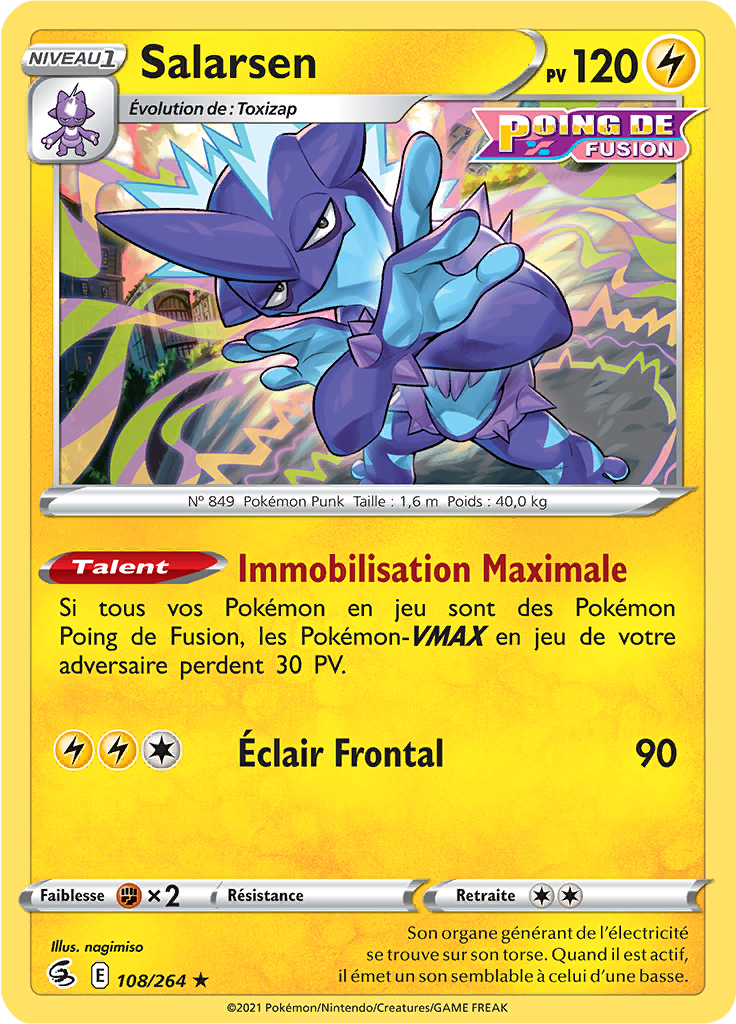 NIVEAU 1
Salarsen
PV 120
Évolution de : Toxizap
POING DE
FUSION
N° 849 Pokémon Punk Taille : 1,6 m Poids : 40,0 kg
Talent
Immobilisation Maximale
Si tous vos Pokémon en jeu sont des Pokémon
Poing de Fusion, les Pokémon-VMAX en jeu de votre
adversaire perdent 30 PV.
Éclair Frontal 90
Faiblesse ×2 Résistance Retraite
Illus. nagimiso
E 108/264 ★
Son organe générant de l'électricité
se trouve sur son torse. Quand il est actif,
il émet un son semblable à celui d'une basse.
©2021 Pokémon/Nintendo/Creatures/GAME FREAK